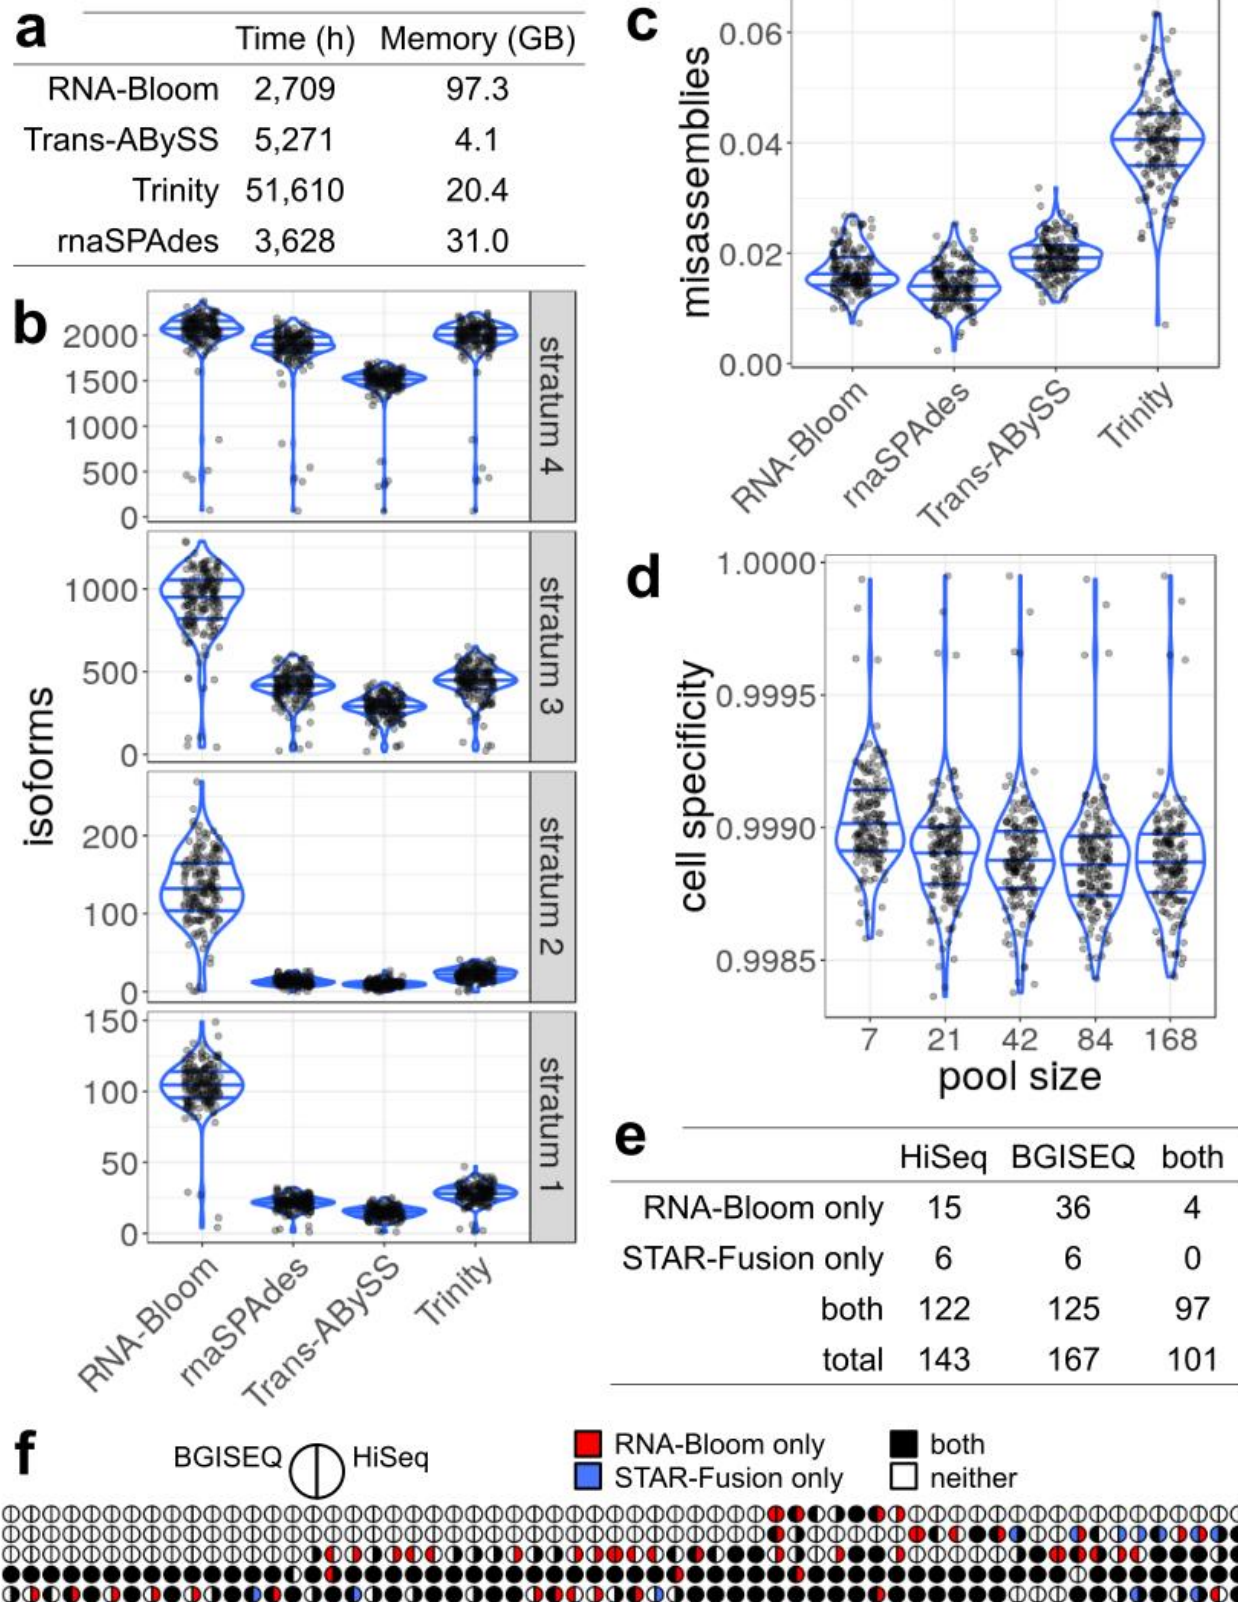 a
Time (h) Memory (GB)
RNA-Bloom 2,709 97.3
Trans-ABySS 5,271 4.1
Trinity 51,610 20.4
rnaSPAdes 3,628 31.0
b
isoforms
2000
1500
1000
500
0
stratum 4
1000
500
0
stratum 3
200
100
0
stratum 2
150
100
50
0
stratum 1
RNA-Bloom
rnaSPAdes
Trans-ABySS
Trinity
c
misassemblies
0.06
0.04
0.02
0.00
RNA-Bloom
rnaSPAdes
Trans-ABySS
Trinity
d
cell specificity
1.0000
0.9995
0.9990
0.9985
7 21 42 84 168
pool size
e
HiSeq BGISEQ both
RNA-Bloom only 15 36 4
STAR-Fusion only 6 6 0
both 122 125 97
total 143 167 101
f
BGISEQ HiSeq
RNA-Bloom only
STAR-Fusion only
both
neither